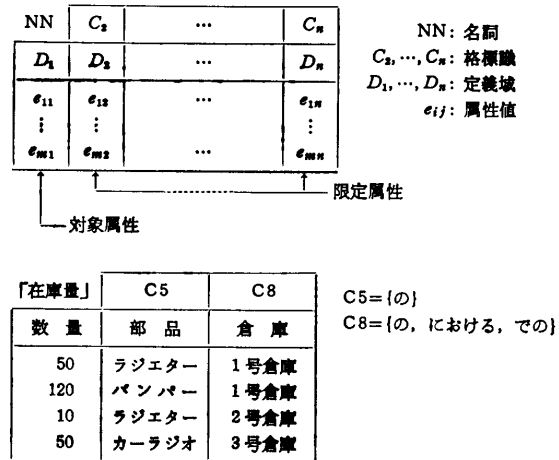 NN C₂ … Cₙ
D₁ D₂ … Dₙ
e₁₁ e₁₂ … e₁ₙ
⋮ ⋮ ⋮
eₘ₁ eₘ₂ … eₘₙ
限定属性
対象属性
NN: 名詞
C₂, …, Cₙ: 格標識
D₁, …, Dₙ: 定義域
eᵢⱼ: 属性値
「在庫量」 C5 C8
数量 部品 倉庫
50 ラジエター 1号倉庫
120 バンパー 1号倉庫
10 ラジエター 2号倉庫
50 カーラジオ 3号倉庫
C5={の}
C8={の, における, での}